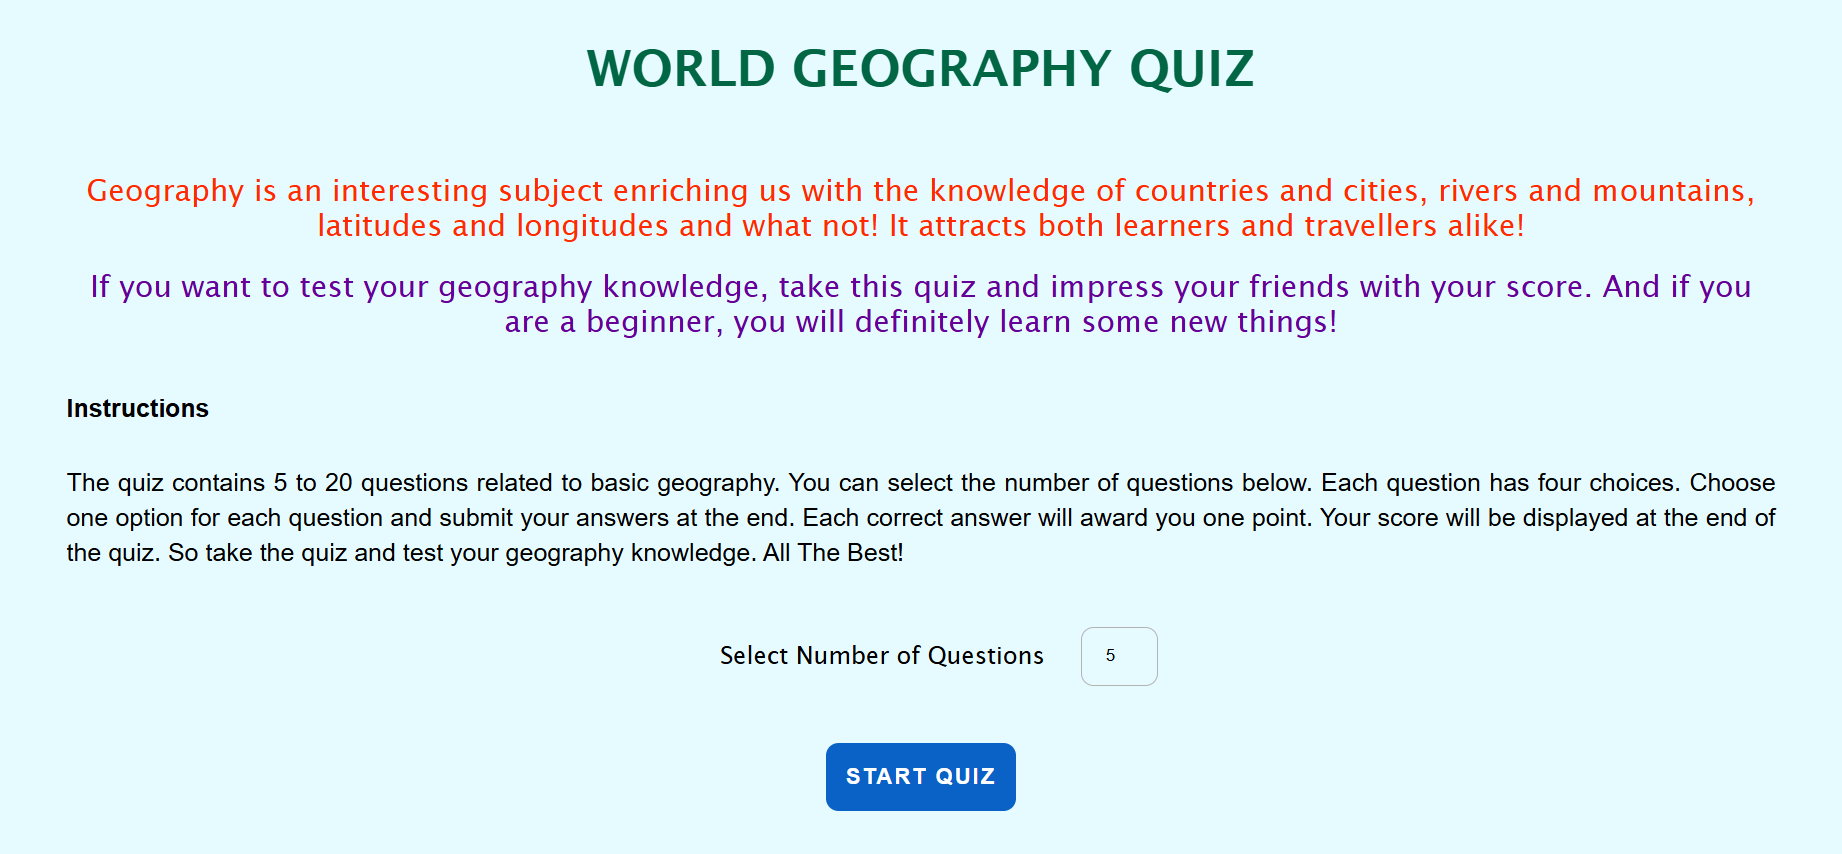 WORLD GEOGRAPHY QUIZ
Geography is an interesting subject enriching us with the knowledge of countries and cities, rivers and mountains,
latitudes and longitudes and what not! It attracts both learners and travellers alike!
If you want to test your geography knowledge, take this quiz and impress your friends with your score. And if you
are a beginner, you will definitely learn some new things!
Instructions
The quiz contains 5 to 20 questions related to basic geography. You can select the number of questions below. Each question has four choices. Choose
one option for each question and submit your answers at the end. Each correct answer will award you one point. Your score will be displayed at the end of
the quiz. So take the quiz and test your geography knowledge. All The Best!
Select Number of Questions 5
START QUIZ